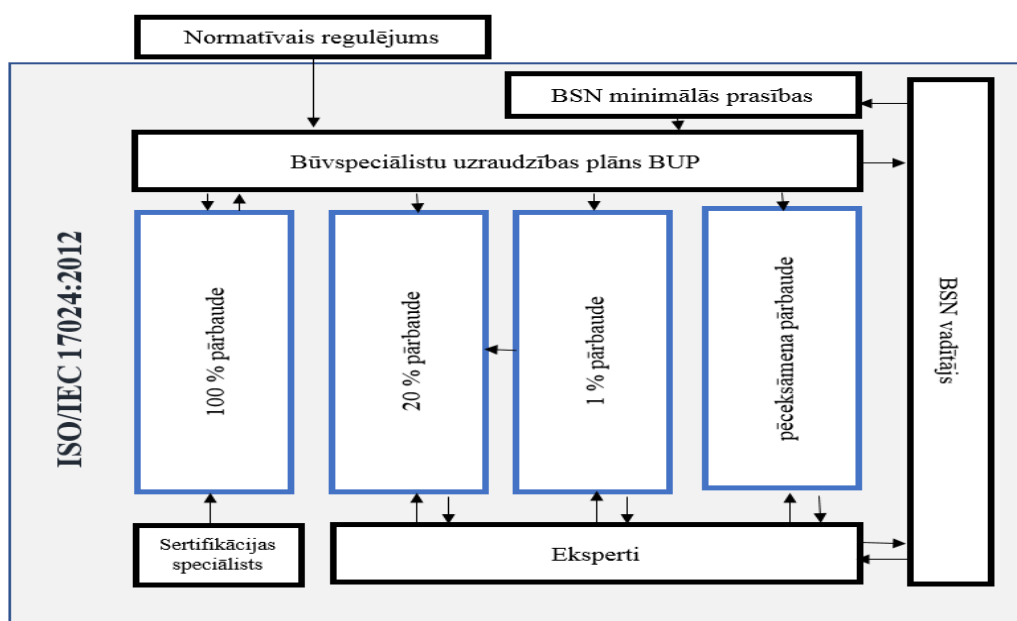 Normatīvais regulējums
BSN minimālās prasības
Būvspeciālistu uzraudzības plāns BUP
ISO/IEC 17024:2012
100 % pārbaude
20 % pārbaude
1 % pārbaude
pēceksāmena pārbaude
BSN vadītājs
Sertifikācijas
speciālists
Eksperti